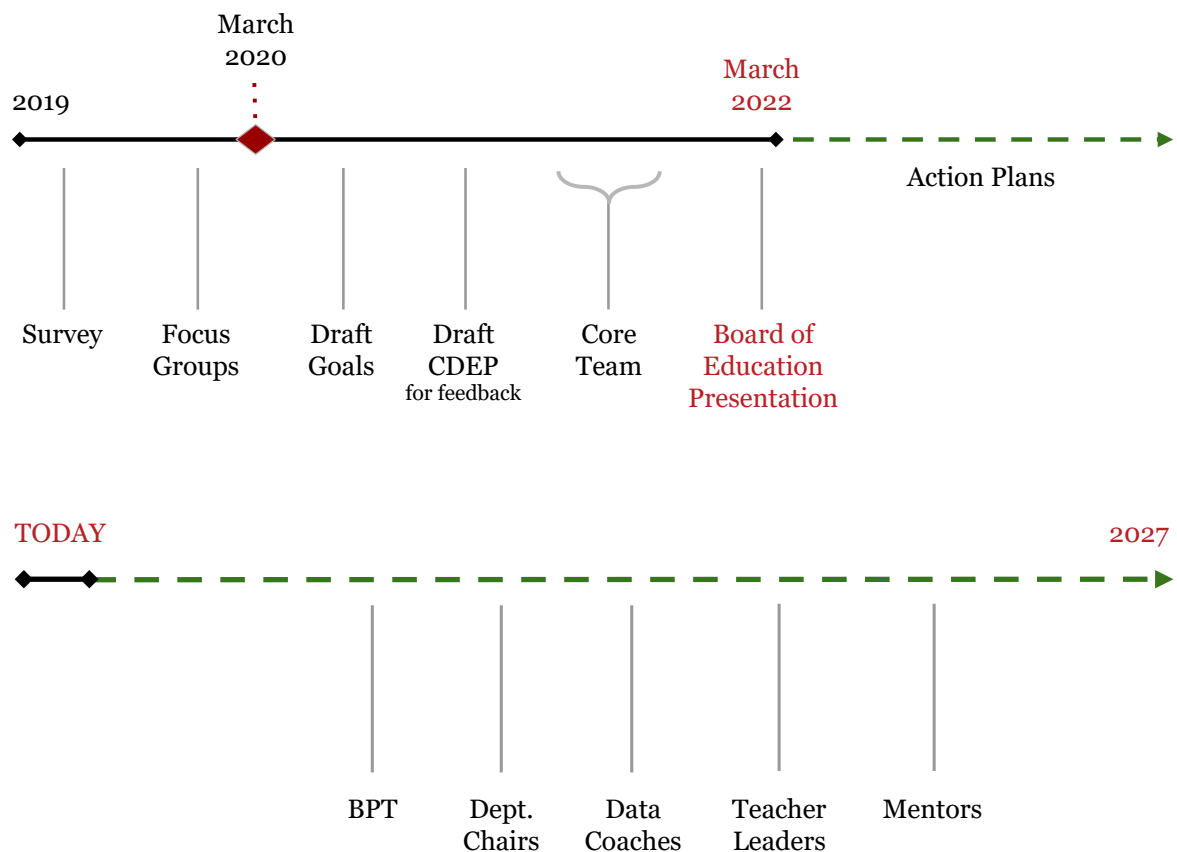 March
2020
March
2022
2019
Action Plans
Survey
Focus
Groups
Draft
Goals
Draft
CDEP
for feedback
Core
Team
Board of
Education
Presentation
TODAY
2027
BPT
Dept.
Chairs
Data
Coaches
Teacher
Leaders
Mentors